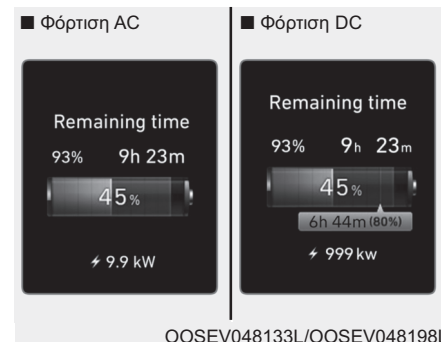 ■ Φόρτιση AC
Remaining time
93% 9h 23m
45%
9.9 kW
■ Φόρτιση DC
Remaining time
93% 9h 23m
45%
6h 44m (80%)
999 kw
OOSEV048133L/OOSEV048198L